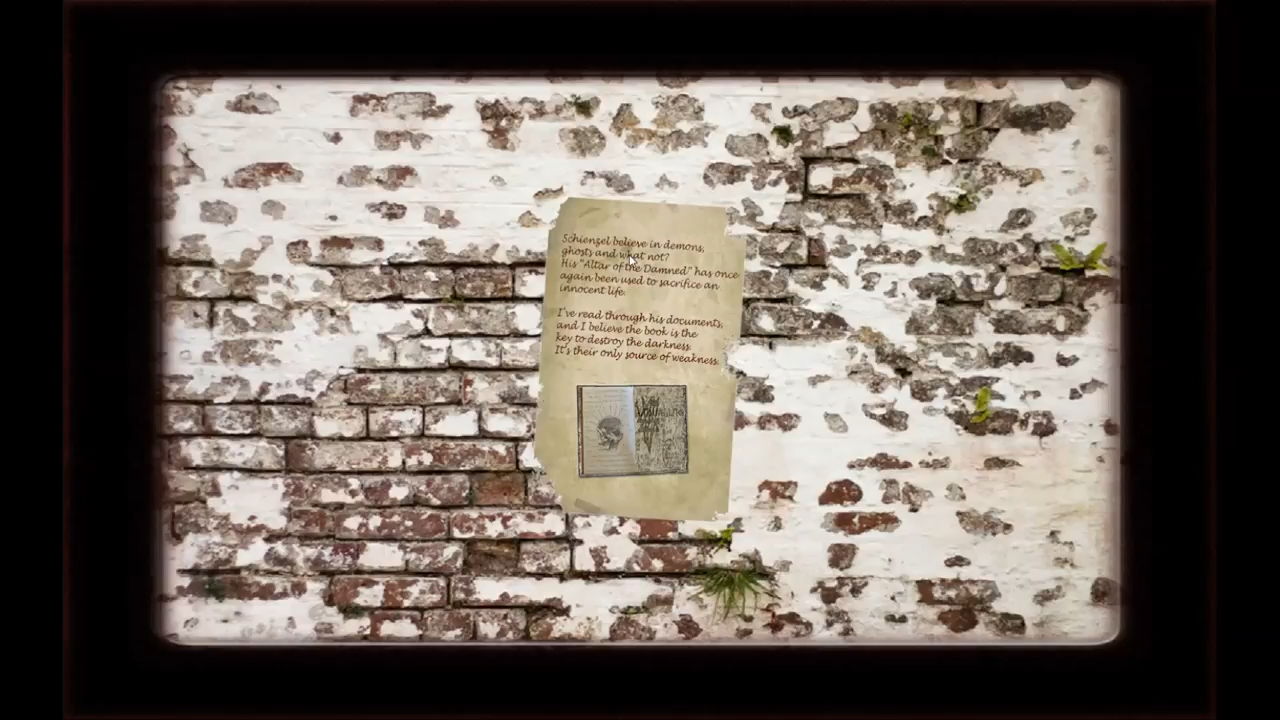 Schienzel believe in demons,
ghosts and what not?
His "Altar of the Damned" has once
again been used to sacrifice an
innocent life.
I've read through his documents,
and I believe the book is the
key to destroy the darkness.
It's their only source of weakness.